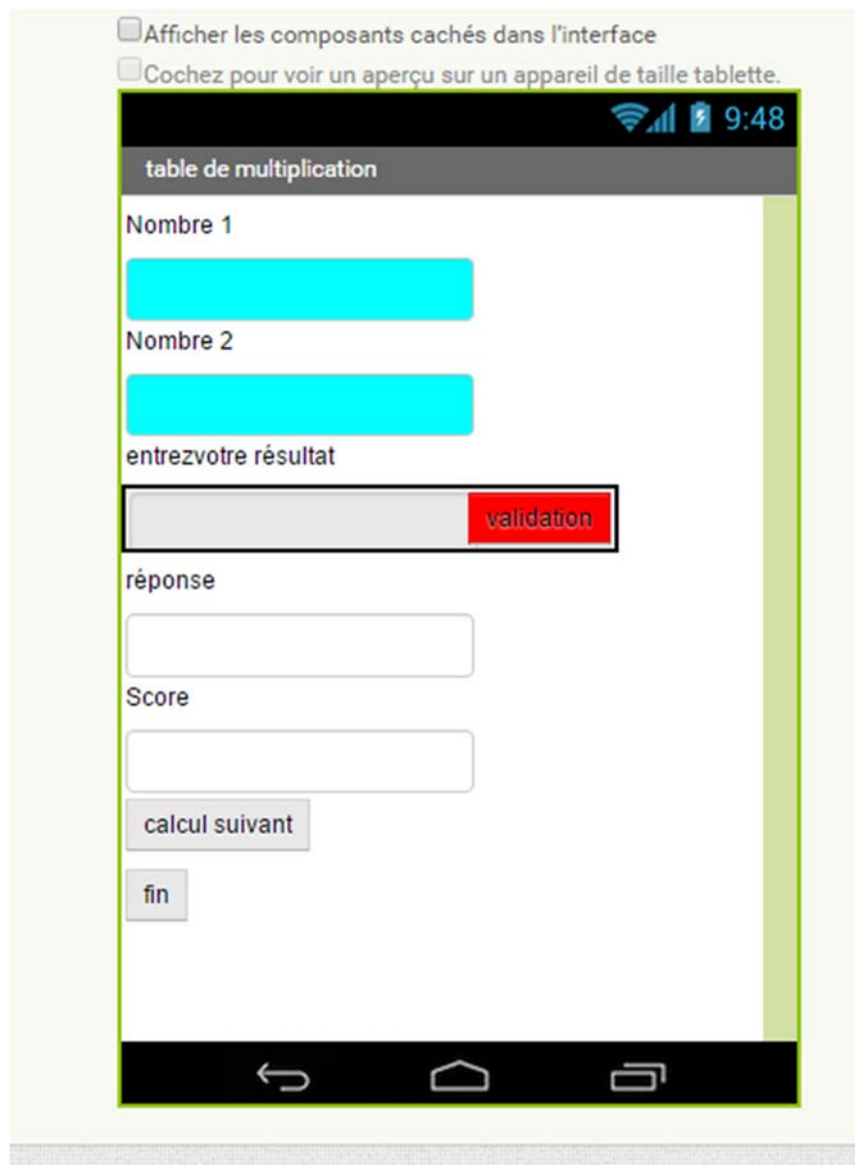 Afficher les composants cachés dans l'interface
Cochez pour voir un aperçu sur un appareil de taille tablette.
9:48
table de multiplication
Nombre 1
Nombre 2
entrezvotre résultat
validation
réponse
Score
calcul suivant
fin